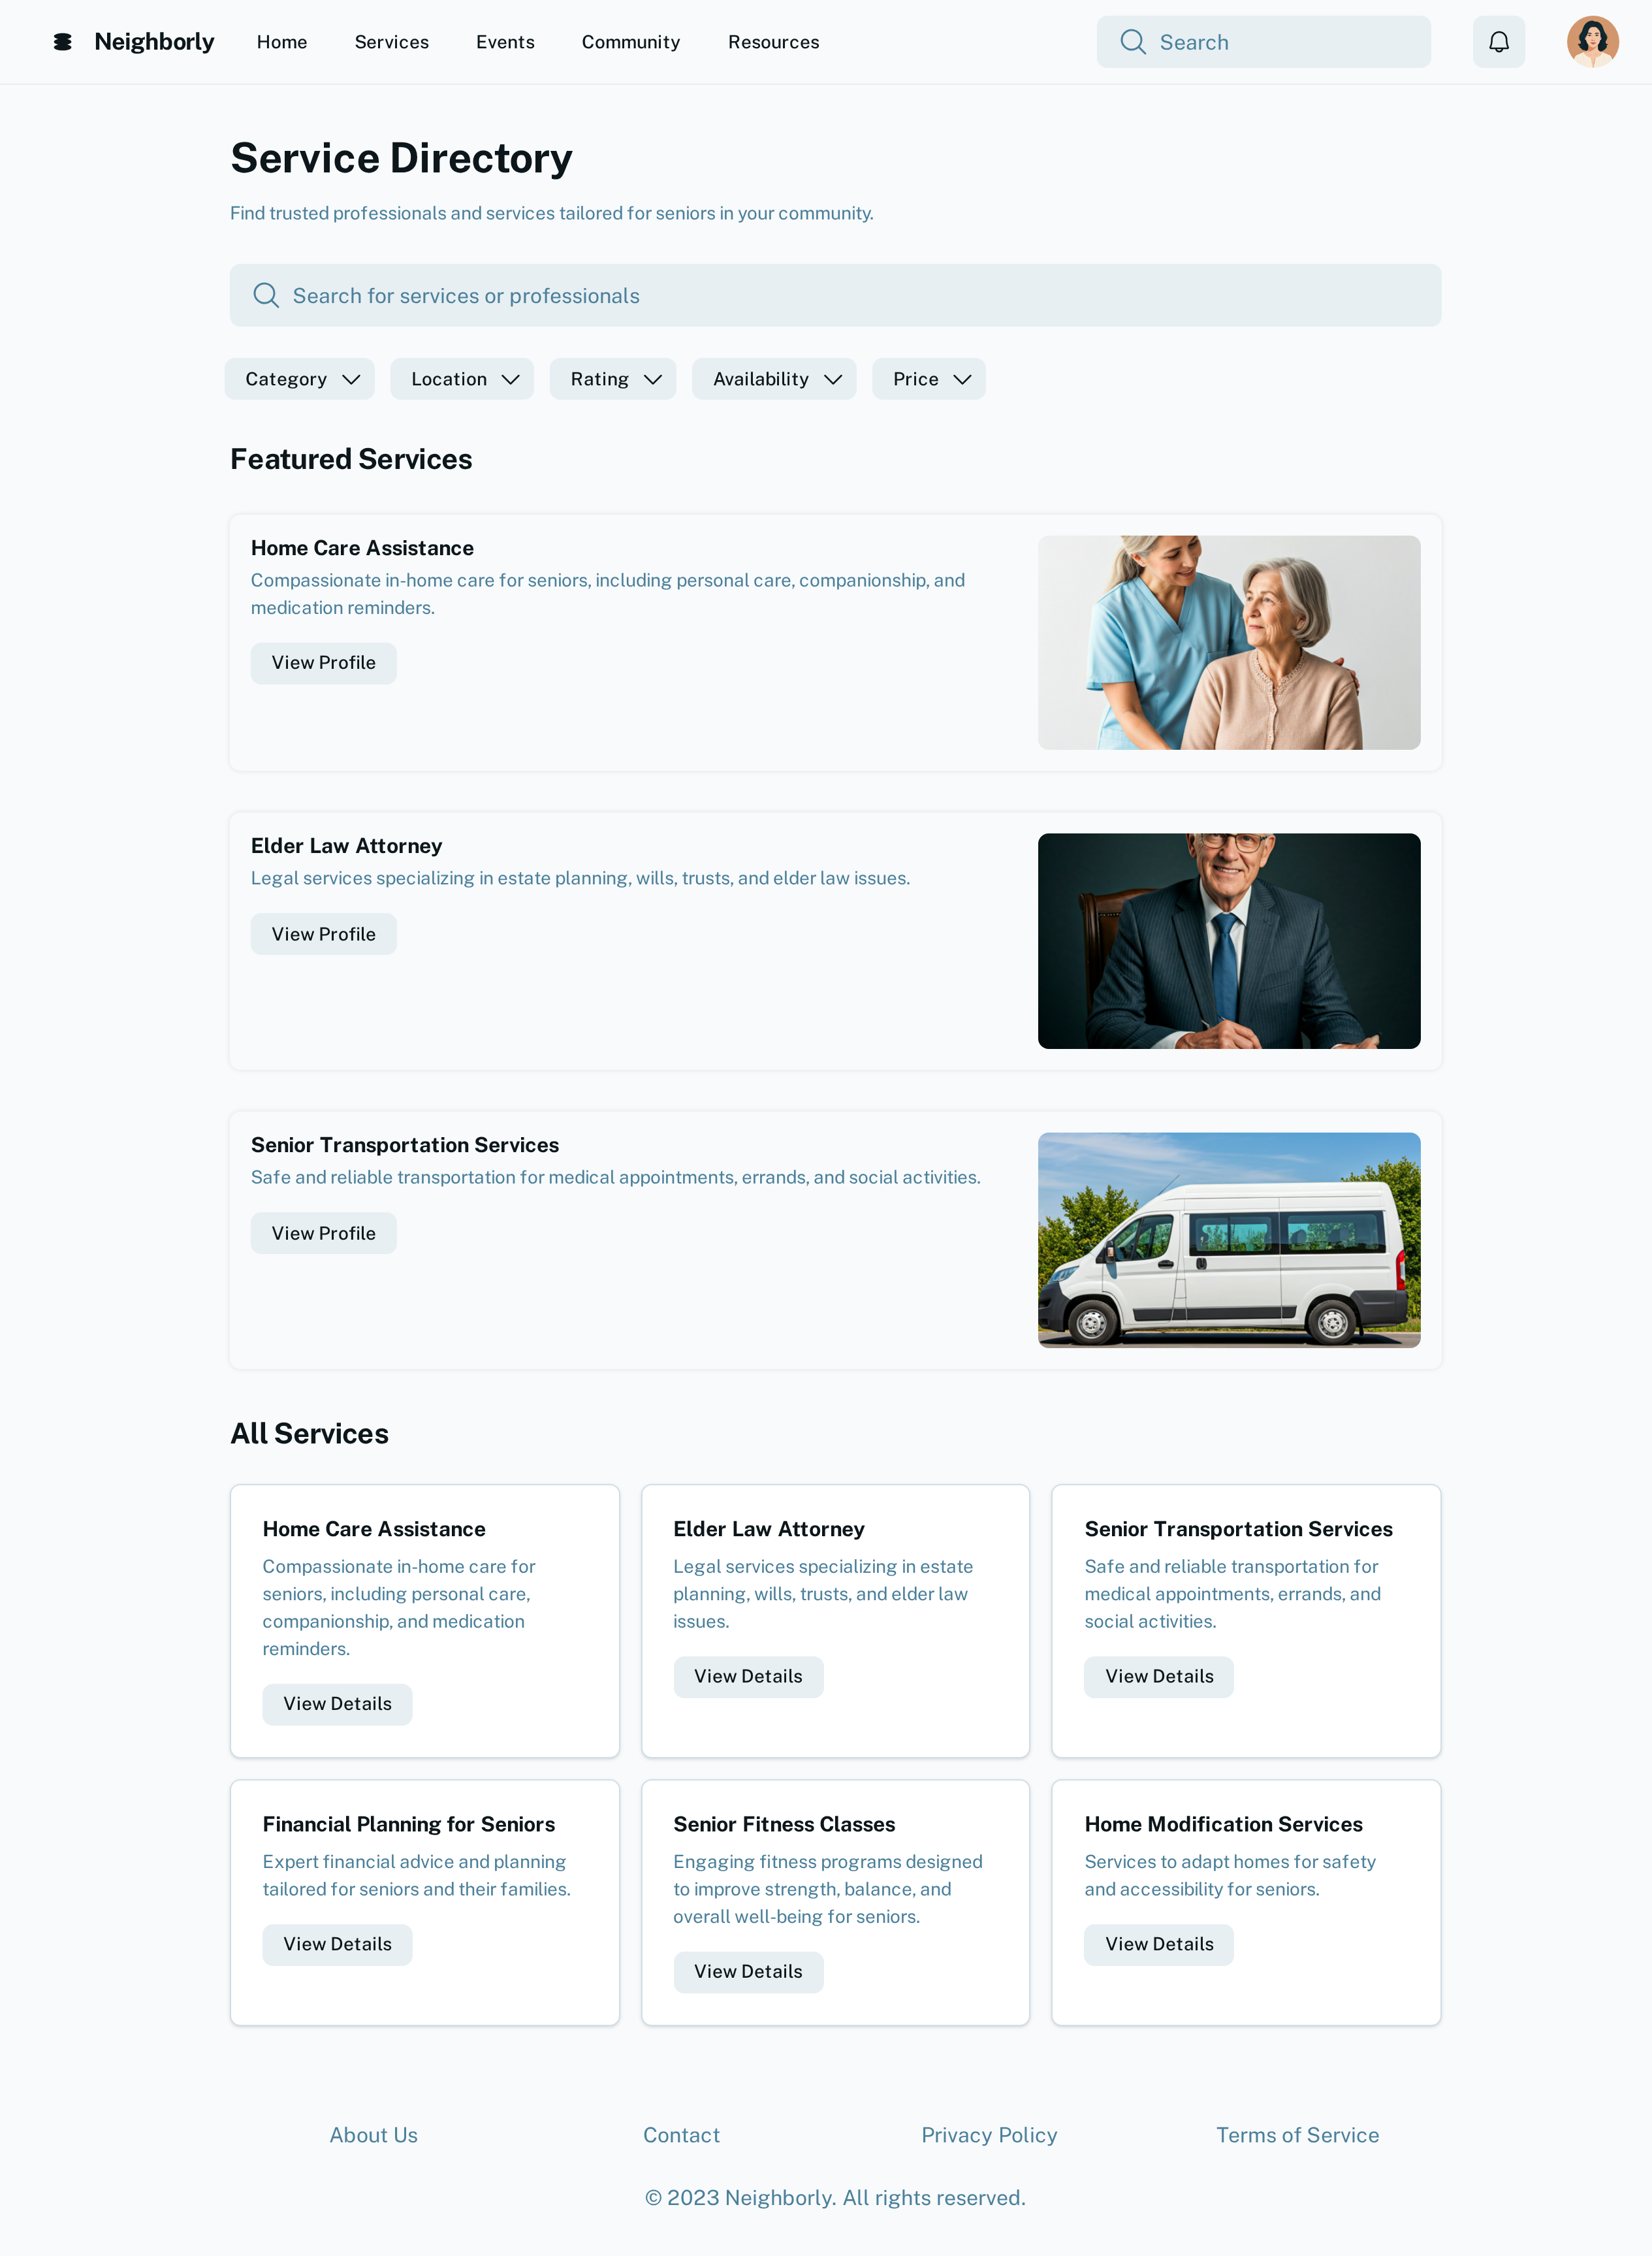 Neighborly
Home
Services
Events
Community
Resources
Search
Service Directory
Find trusted professionals and services tailored for seniors in your community.
Search for services or professionals
Category
Location
Rating
Availability
Price
Featured Services
Home Care Assistance
Compassionate in-home care for seniors, including personal care, companionship, and
medication reminders.
View Profile
Elder Law Attorney
Legal services specializing in estate planning, wills, trusts, and elder law issues.
View Profile
Senior Transportation Services
Safe and reliable transportation for medical appointments, errands, and social activities.
View Profile
All Services
Home Care Assistance
Compassionate in-home care for
seniors, including personal care,
companionship, and medication
reminders.
View Details
Elder Law Attorney
Legal services specializing in estate
planning, wills, trusts, and elder law
issues.
View Details
Senior Transportation Services
Safe and reliable transportation for
medical appointments, errands, and
social activities.
View Details
Financial Planning for Seniors
Expert financial advice and planning
tailored for seniors and their families.
View Details
Senior Fitness Classes
Engaging fitness programs designed
to improve strength, balance, and
overall well-being for seniors.
View Details
Home Modification Services
Services to adapt homes for safety
and accessibility for seniors.
View Details
About Us
Contact
Privacy Policy
Terms of Service
© 2023 Neighborly. All rights reserved.